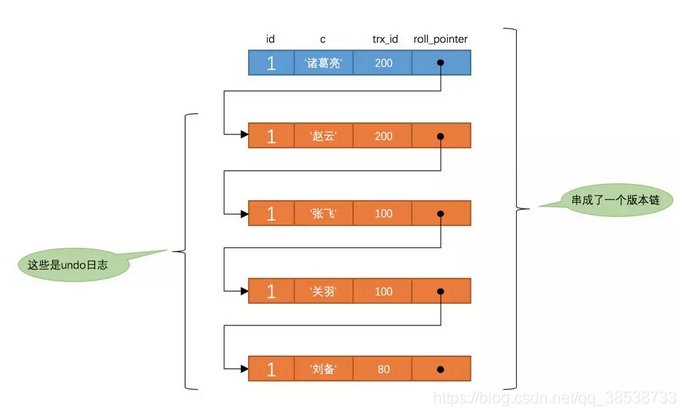 id c trx_id roll_pointer
1 '诸葛亮' 200
1 '赵云' 200
1 '张飞' 100
串成了一个版本链
这些是undo日志
1 '关羽' 100
1 '刘备' 80
https://blog.csdn.net/qq_38538733